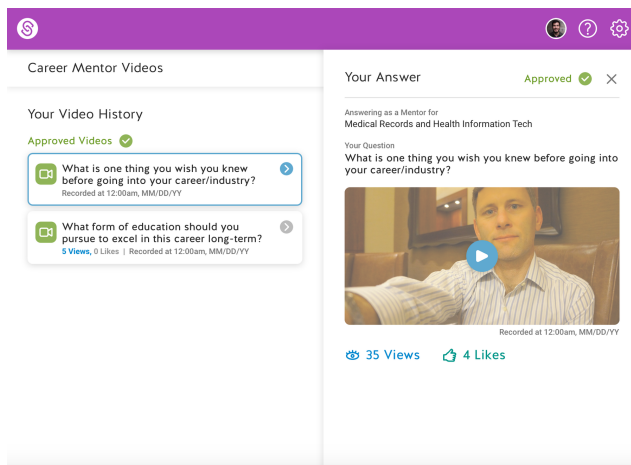 Career Mentor Videos
Your Video History
Approved Videos
What is one thing you wish you knew
before going into your career/industry?
Recorded at 12:00am, MM/DD/YY
What form of education should you
pursue to excel in this career long-term?
5 Views, 0 Likes | Recorded at 12:00am, MM/DD/YY
Your Answer
Approved
Answering as a Mentor for
Medical Records and Health Information Tech
Your Question
What is one thing you wish you knew before going into
your career/industry?
Recorded at 12:00am, MM/DD/YY
35 Views
4 Likes